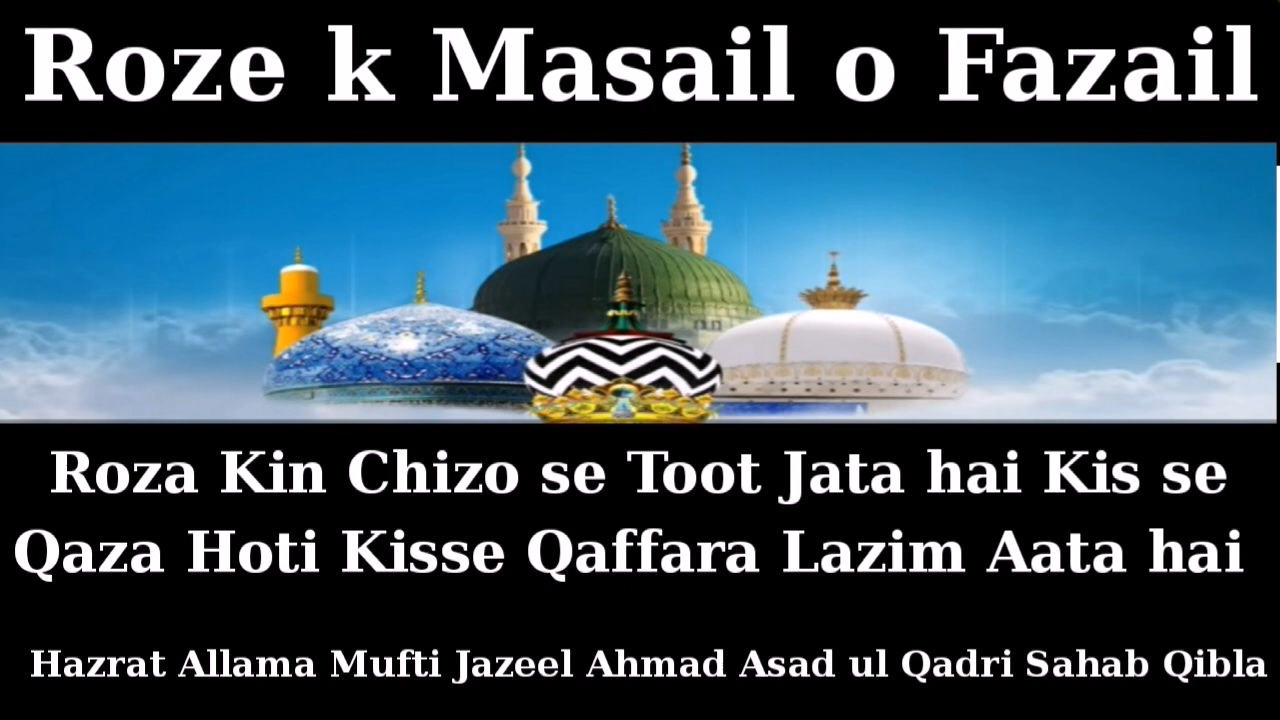 Roze k Masail o Fazail
Roza Kin Chizo se Toot Jata hai Kis se
Qaza Hoti Kisse Qaffara Lazim Aata hai
Hazrat Allama Mufti Jazeel Ahmad Asad ul Qadri Sahab Qibla